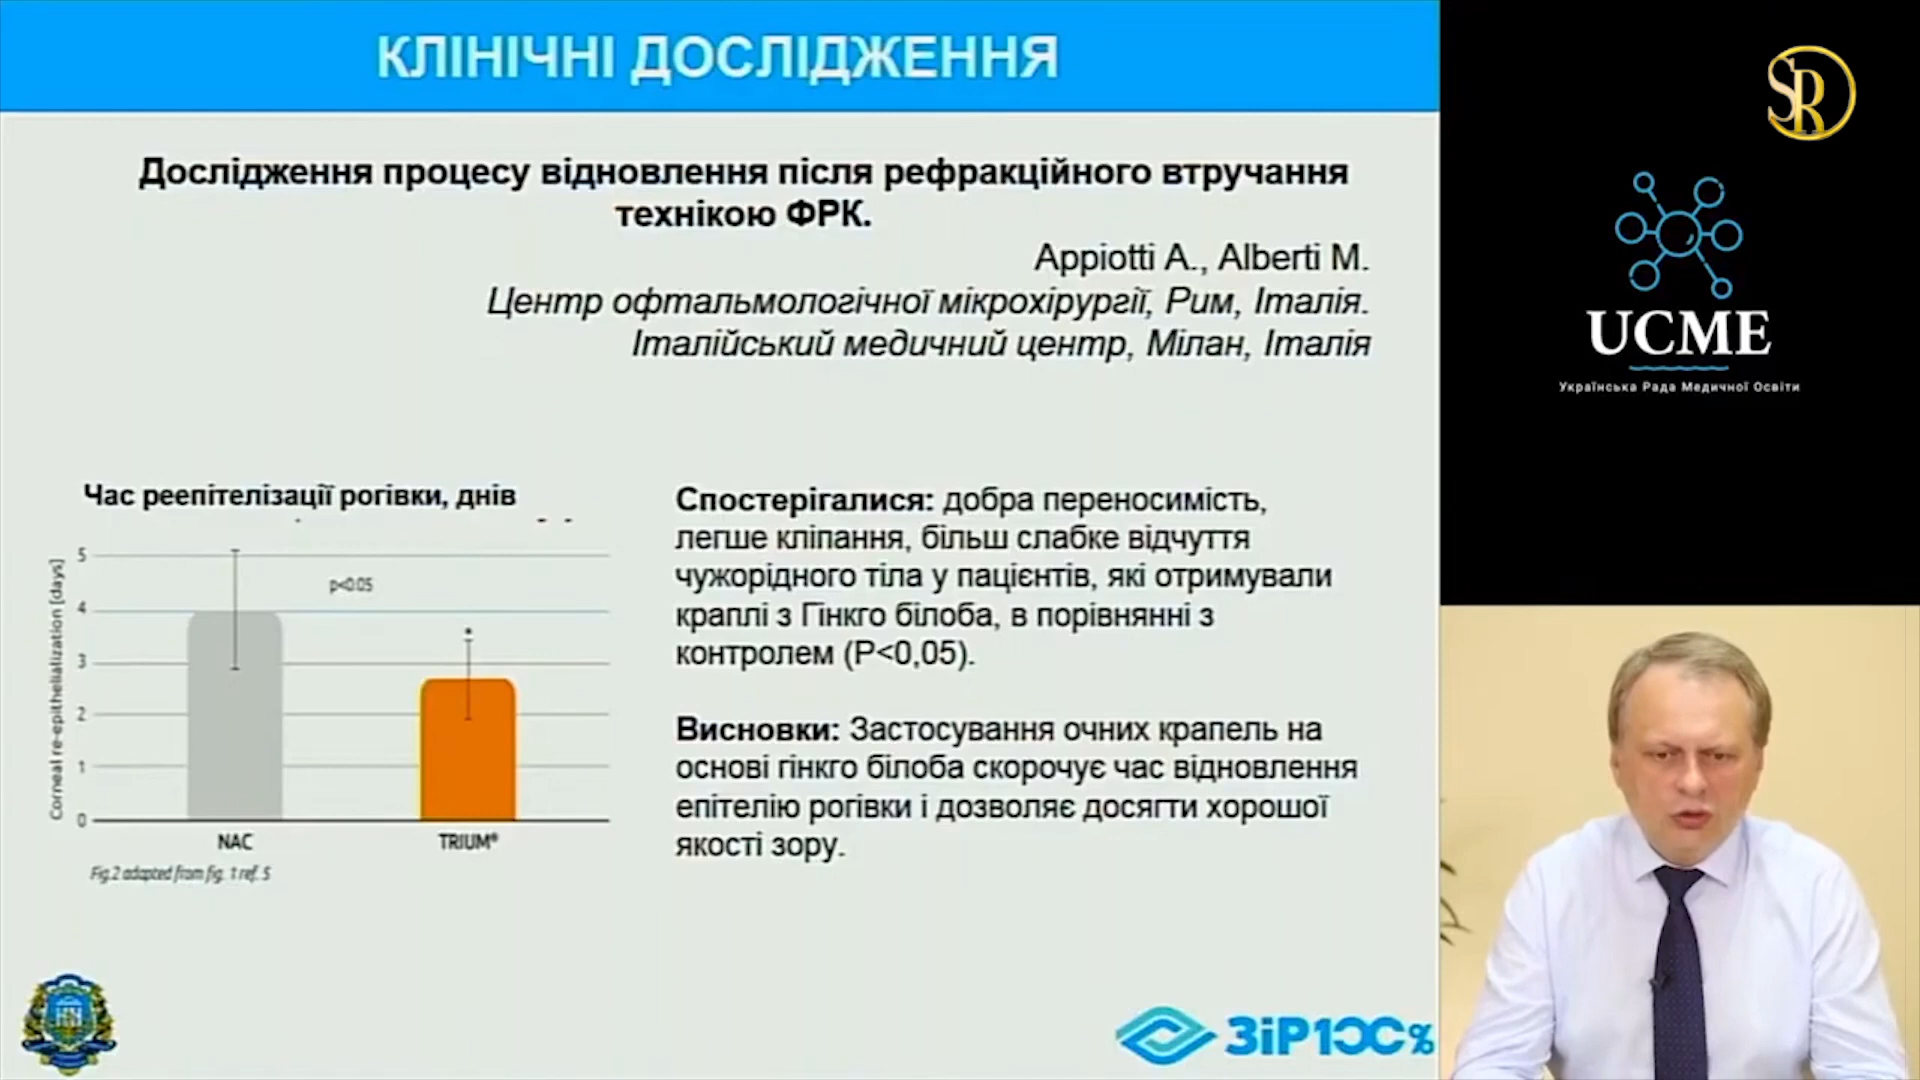 КЛІНІЧНІ ДОСЛІДЖЕННЯ
Дослідження процесу відновлення після рефракційного втручання
технікою ФРК.
Appiotti A., Alberti M.
Центр офтальмологічної мікрохірургії, Рим, Італія.
Італійський медичний центр, Мілан, Італія
Час реепітелізації рогівки, днів
Corneal re-epithelialization [days]
5
4
3
2
1
0
p<0.05
*
NAC
TRIUM®
Fig.2 adapted from fig. 1 ref. 5
Спостерігалися: добра переносимість,
легше кліпання, більш слабке відчуття
чужорідного тіла у пацієнтів, які отримували
краплі з Гінкго білоба, в порівнянні з
контролем (P<0,05).
Висновки: Застосування очних крапель на
основі гінкго білоба скорочує час відновлення
епітелію рогівки і дозволяє досягти хорошої
якості зору.
ЗіР100%
SR
UCME
Українська Рада Медичної Освіти